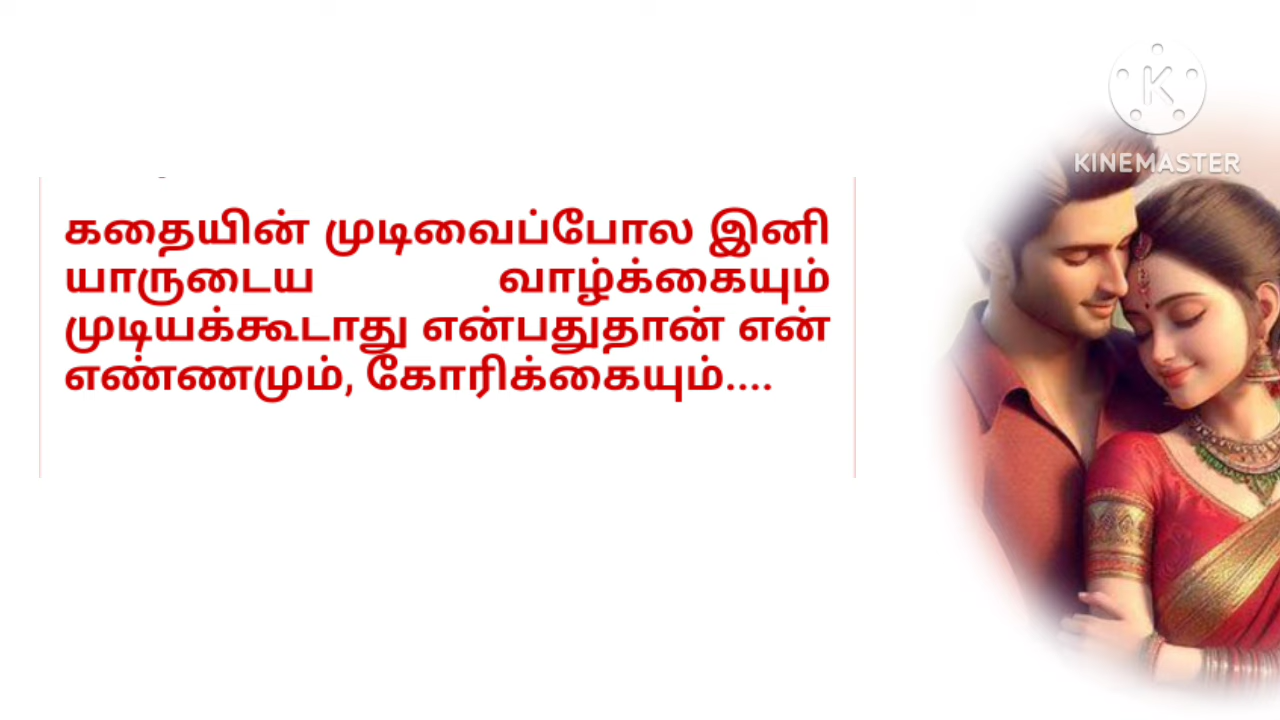 கதையின் முடிவைப்போல இனி
யாருடைய வாழ்க்கையும்
முடியக்கூடாது என்பதுதான் என்
எண்ணமும், கோரிக்கையும்....
K
KINEMASTER